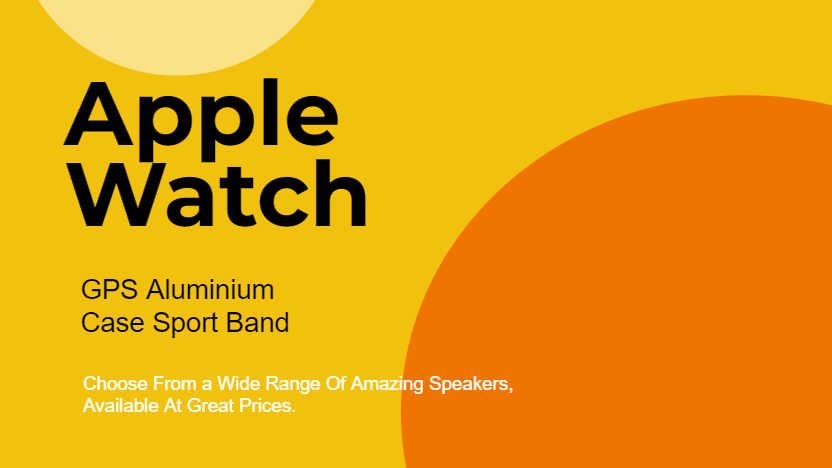 Apple
Watch
GPS Aluminium
Case Sport Band
Choose From a Wide Range Of Amazing Speakers,
Available At Great Prices.